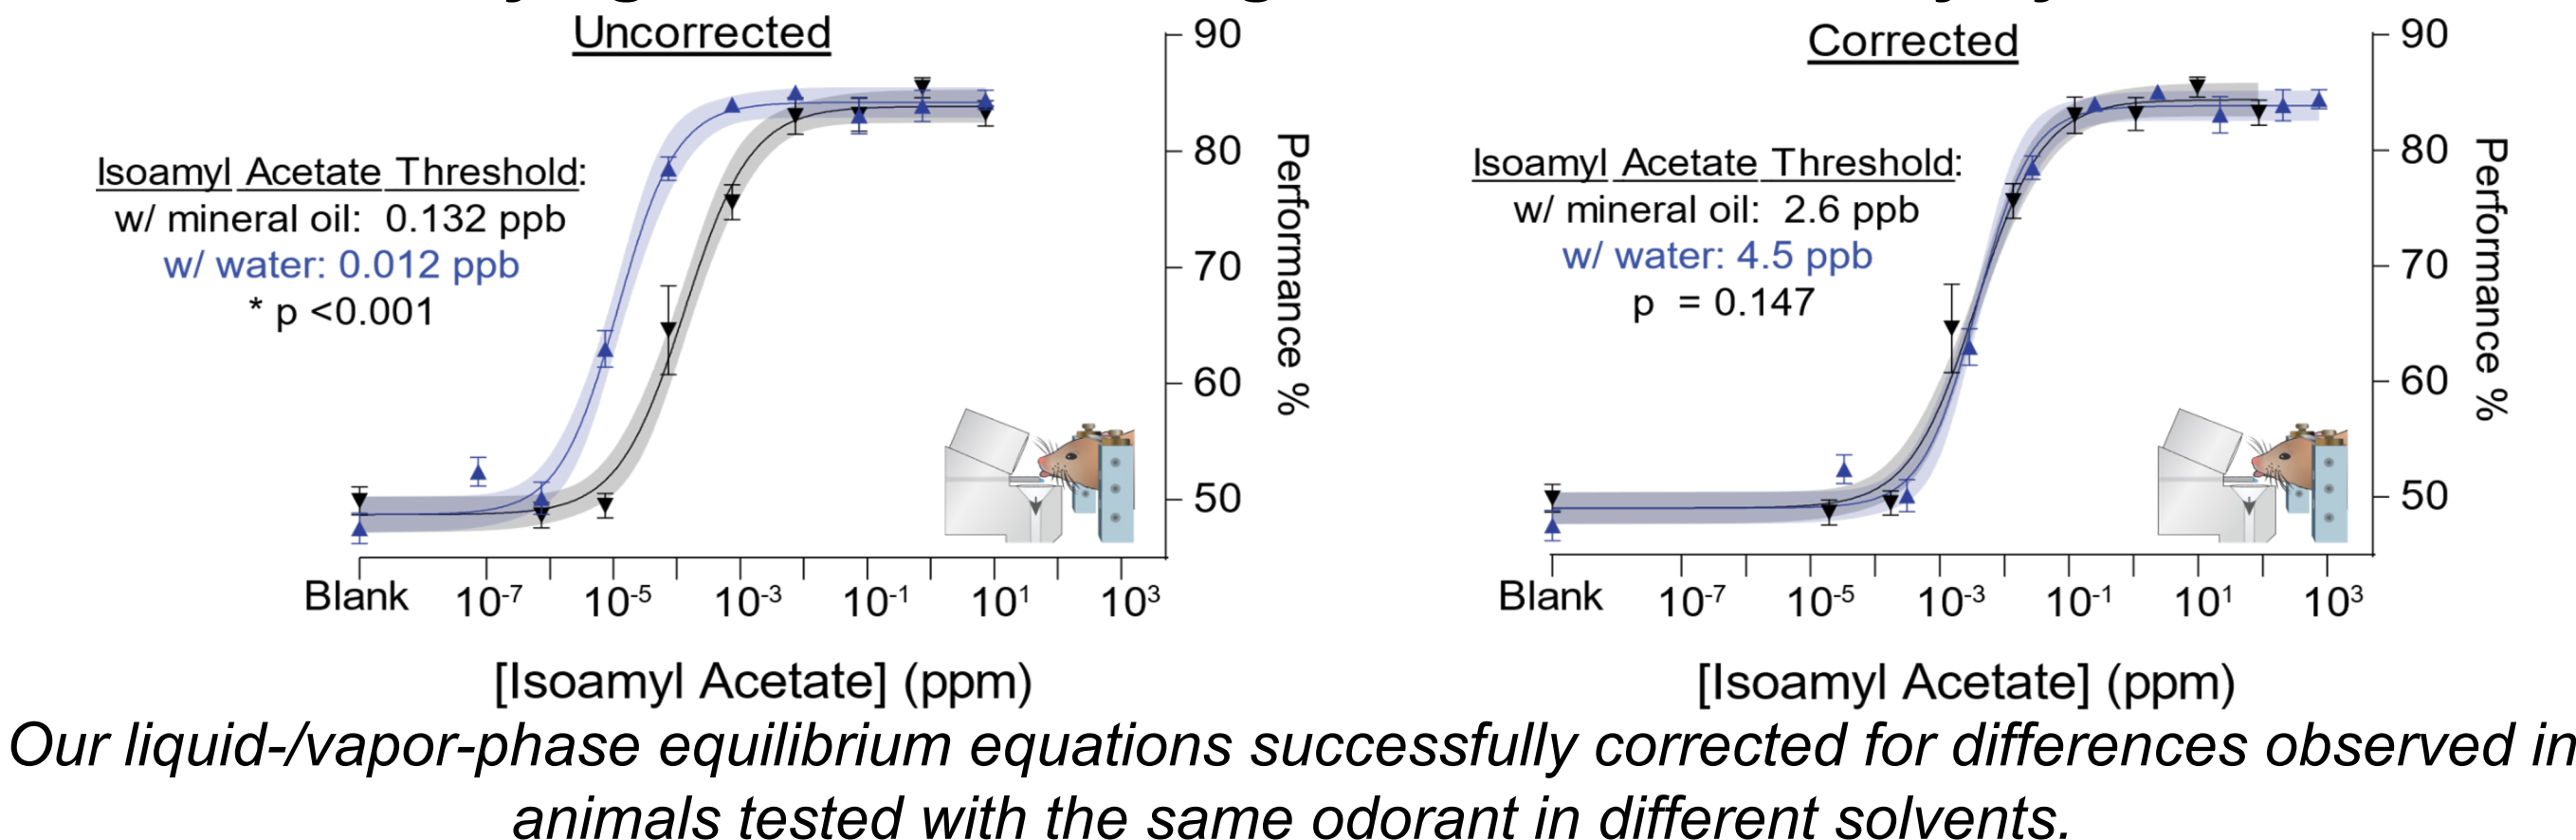 Uncorrected
Isoamyl Acetate Threshold:
w/ mineral oil: 0.132 ppb
w/ water: 0.012 ppb
* p <0.001
90
80
70
60
50
Performance %
Blank 10-7 10-5 10-3 10-1 101 103
[Isoamyl Acetate] (ppm)
Corrected
Isoamyl Acetate Threshold:
w/ mineral oil: 2.6 ppb
w/ water: 4.5 ppb
p = 0.147
90
80
70
60
50
Performance %
Blank 10-7 10-5 10-3 10-1 101 103
[Isoamyl Acetate] (ppm)
Our liquid-/vapor-phase equilibrium equations successfully corrected for differences observed in
animals tested with the same odorant in different solvents.